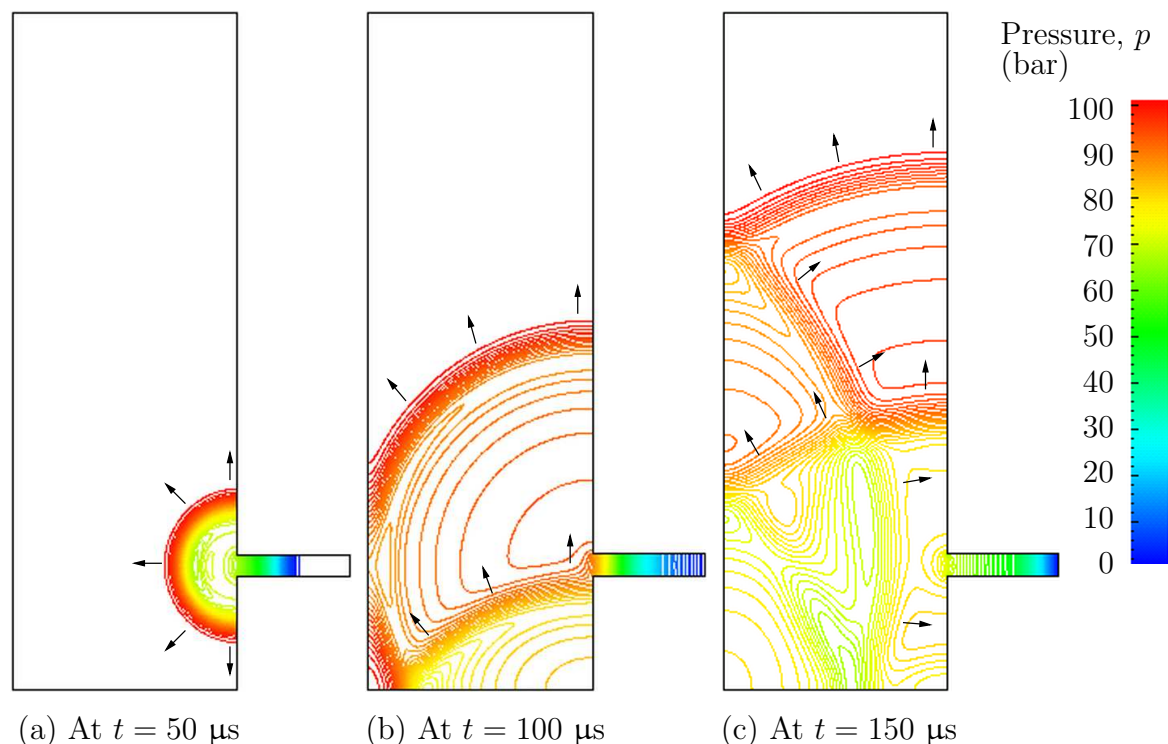 Pressure, p
(bar)
100
90
80
70
60
50
40
30
20
10
0
(a) At t = 50 μs
(b) At t = 100 μs
(c) At t = 150 μs